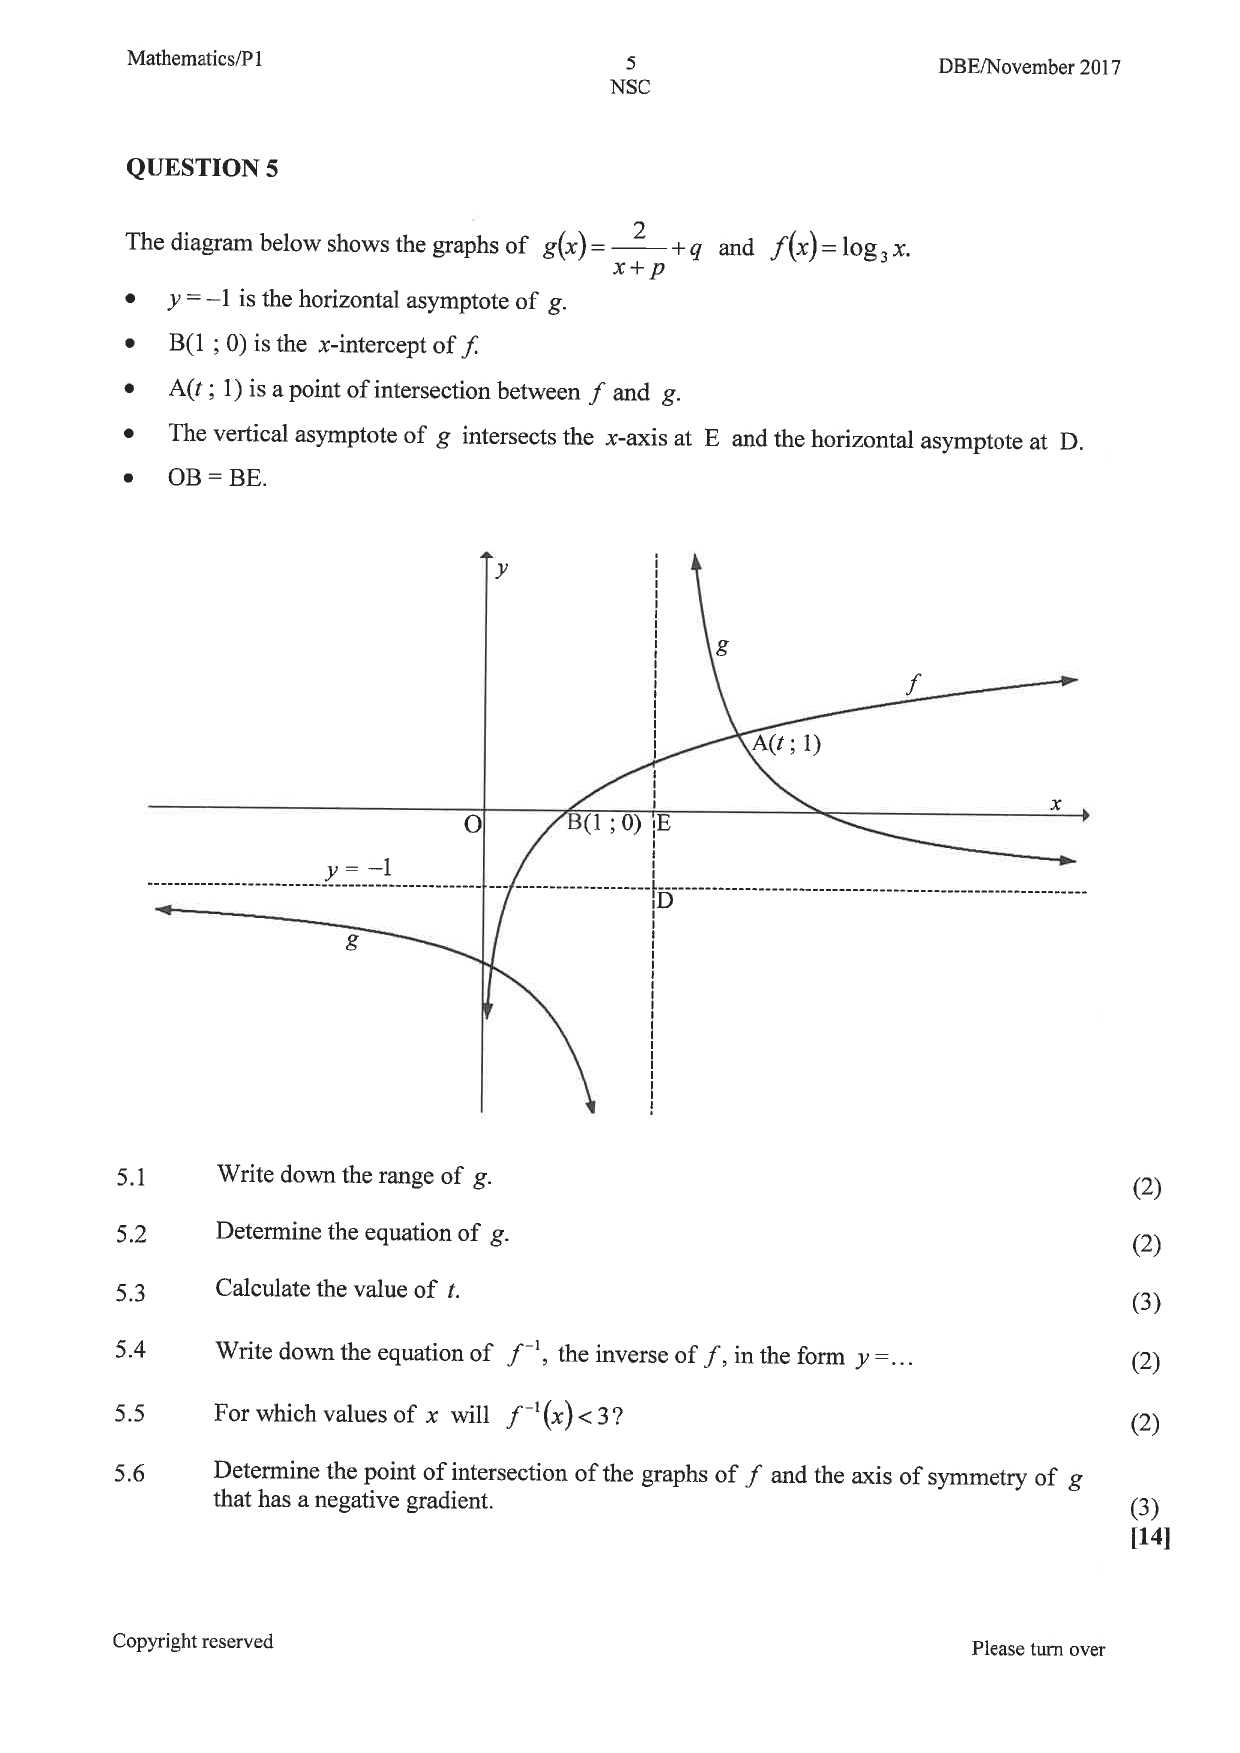 Mathematics/P1
5
DBE/November 2017
NSC
QUESTION 5
The diagram below shows the graphs of g(x) = 2/(x + p) + q and f(x) = log₃ x.
• y = –1 is the horizontal asymptote of g.
• B(1 ; 0) is the x-intercept of f.
• A(t ; 1) is a point of intersection between f and g.
• The vertical asymptote of g intersects the x-axis at E and the horizontal asymptote at D.
• OB = BE.
y
g
f
A(t ; 1)
x
O
B(1 ; 0)
E
y = –1
D
g
5.1 Write down the range of g. (2)
5.2 Determine the equation of g. (2)
5.3 Calculate the value of t. (3)
5.4 Write down the equation of f⁻¹, the inverse of f, in the form y = ... (2)
5.5 For which values of x will f⁻¹(x) < 3? (2)
5.6 Determine the point of intersection of the graphs of f and the axis of symmetry of g
that has a negative gradient. (3)
[14]
Copyright reserved
Please turn over